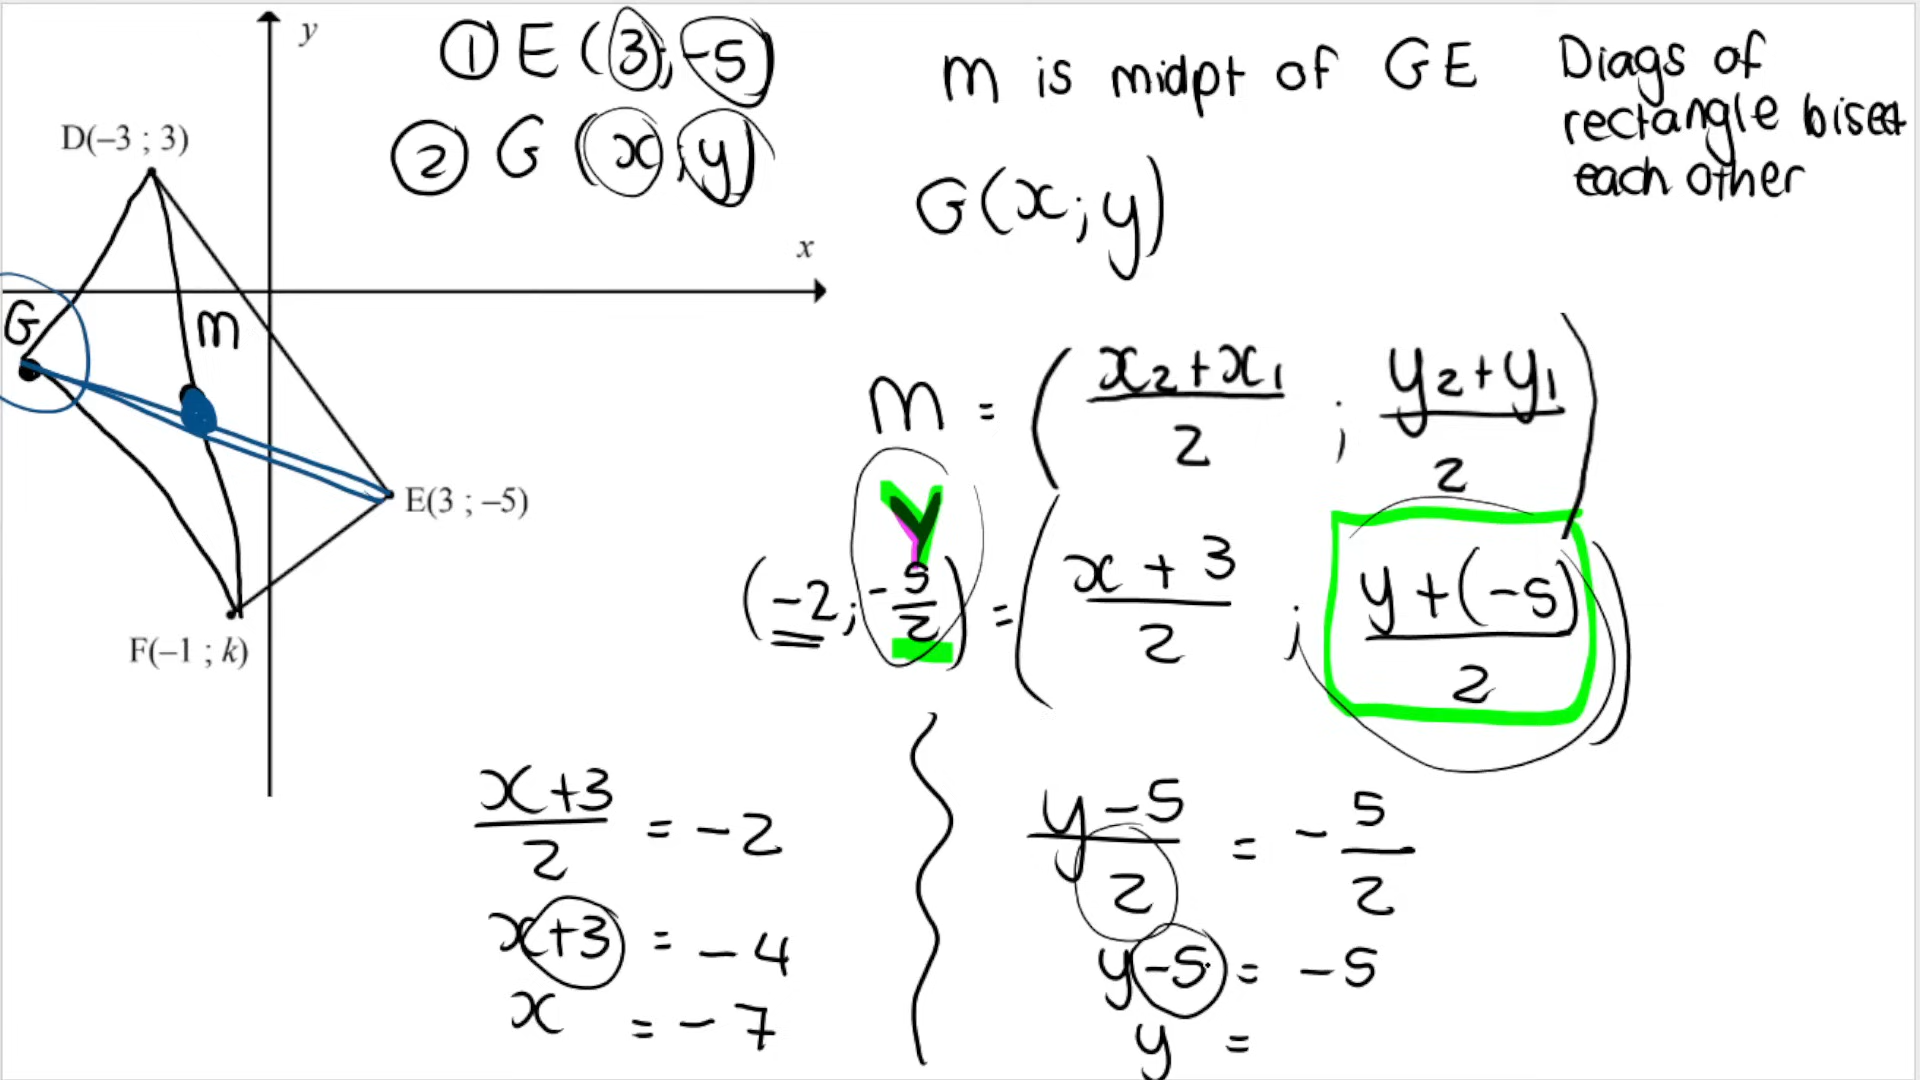 y
D(–3 ; 3)
x
G
m
E(3 ; –5)
F(–1 ; k)
① E (3; -5)
② G (x; y)
m is midpt of GE
G(x; y)
Diags of
rectangle bisect
each other
m = (x₂+x₁/2 ; y₂+y₁/2)
Y
(-2; -5/2) = (x + 3/2 ; y+(-5)/2)
x+3/2 = -2
x+3 = -4
x = -7
y-5/2 = -5/2
y-5 = -5
y =